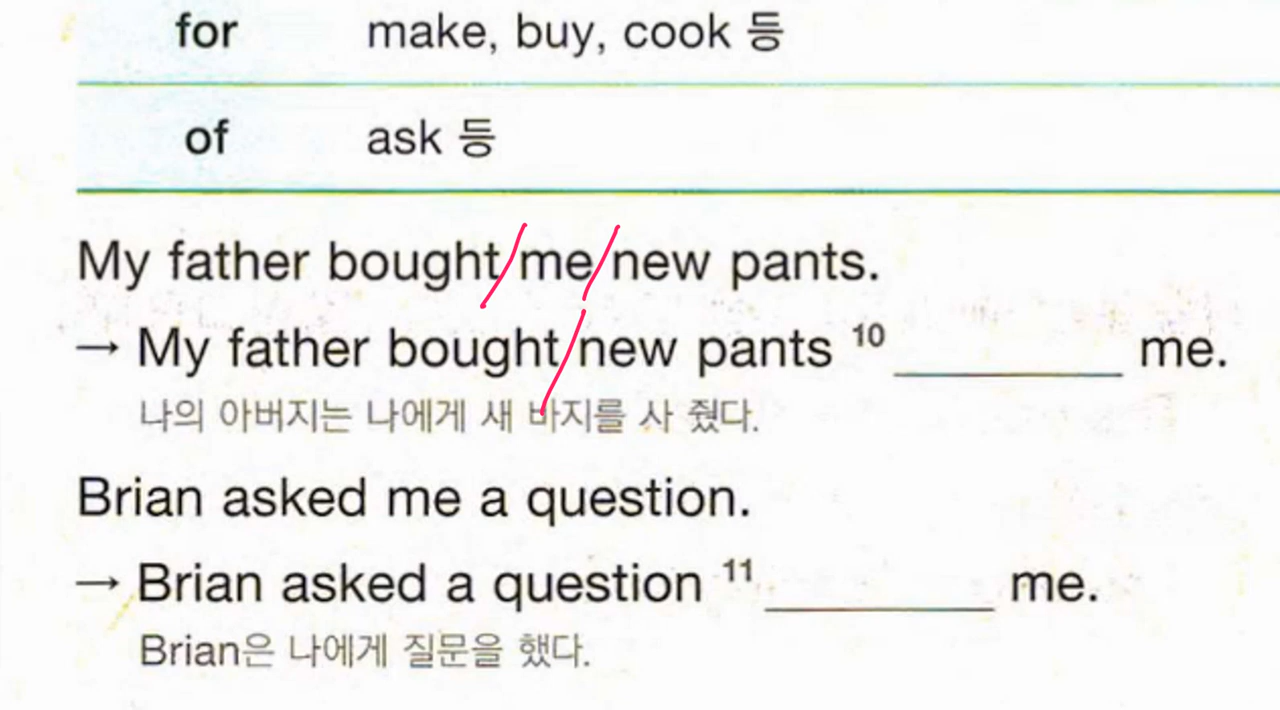 for make, buy, cook 등
of ask 등
My father bought me new pants.
→ My father bought new pants 10 ________ me.
나의 아버지는 나에게 새 바지를 사 줬다.
Brian asked me a question.
→ Brian asked a question 11 ________ me.
Brian은 나에게 질문을 했다.